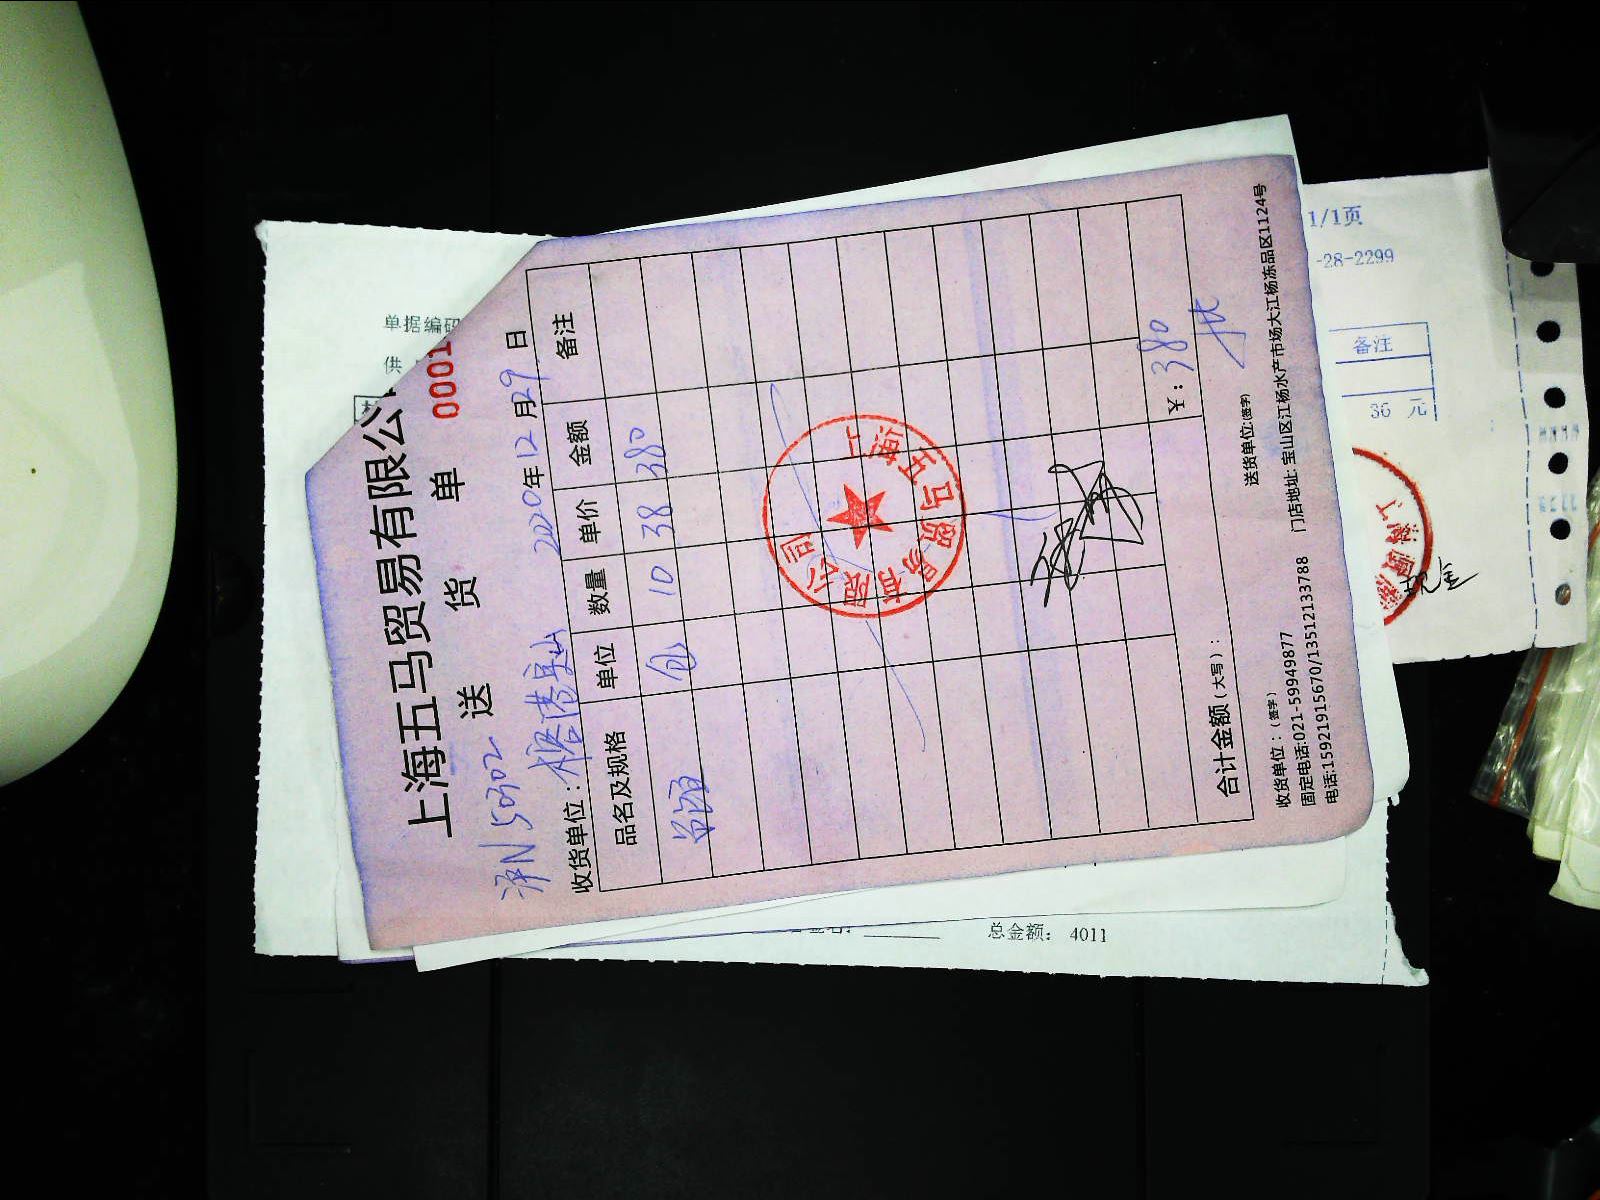 上海五马贸易有限公
送 货 单 0001
沪N 5302
收货单位: 2020年12月29日
品名及规格 单位 数量 单价 金额 备注
包 10 38 380
上海五马贸易有限公司
合计金额(大写): ¥:380
收货单位:(签字) 送货单位:(签字)
固定电话:021-59949877
电话:15921915670/13512133788 门店地址:宝山区江杨水产市场大江杨冻品区1124号
单据编码
供
总金额: 4011
1/1页
-28-2299
备注
36 元
现金